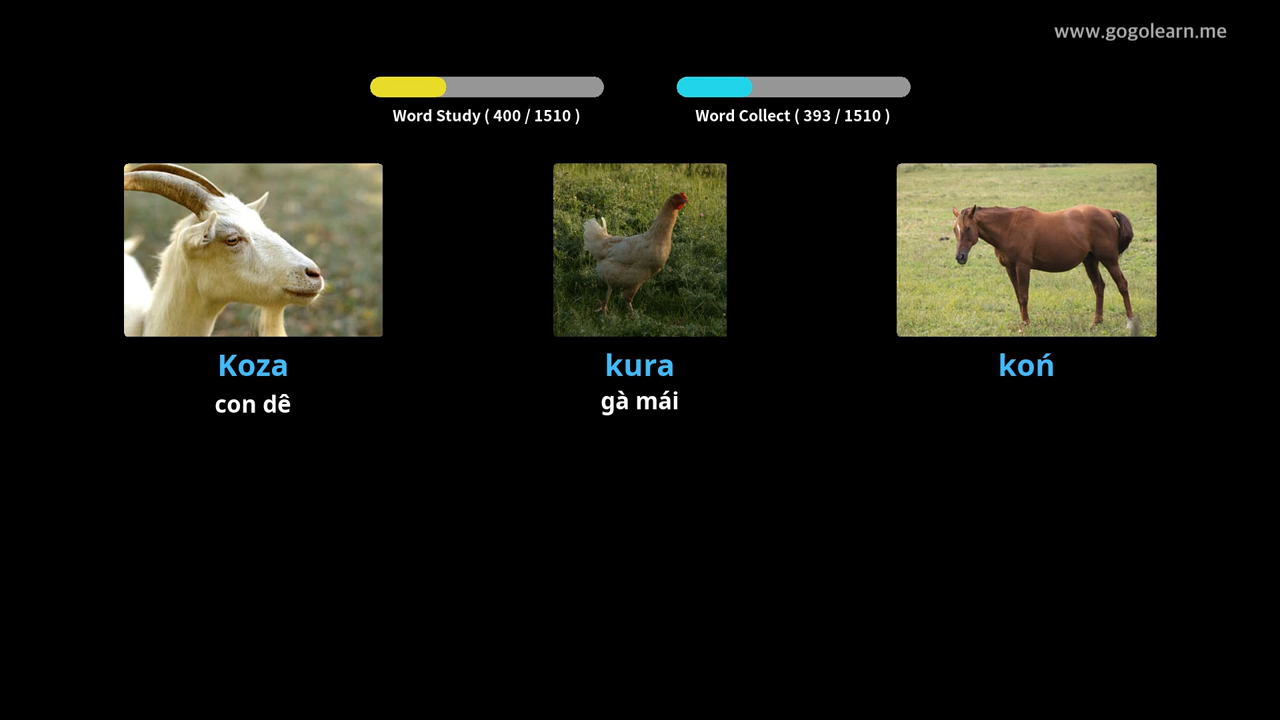 www.gogolearn.me
Word Study ( 400 / 1510 )
Word Collect ( 393 / 1510 )
Koza
con dê
kura
gà mái
koń